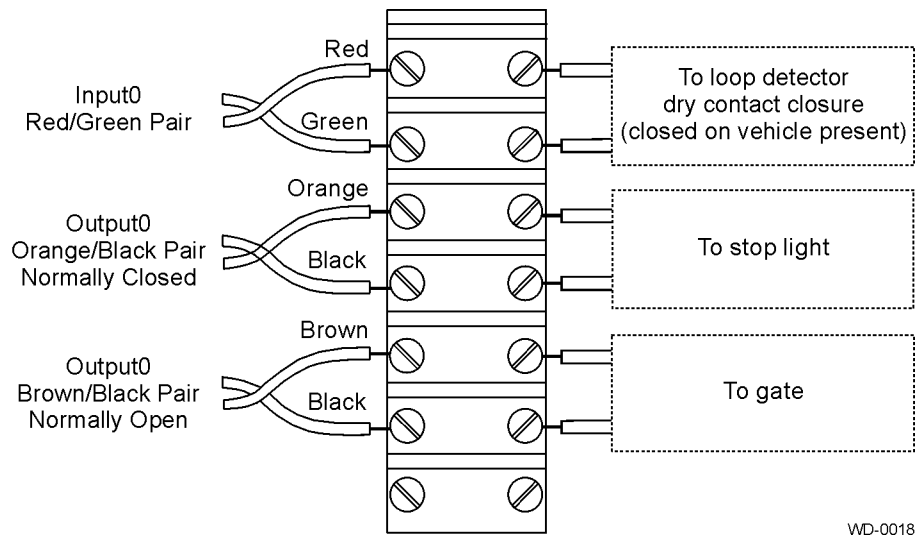 Input0
Red/Green Pair
Red
Green
To loop detector
dry contact closure
(closed on vehicle present)
Output0
Orange/Black Pair
Normally Closed
Orange
Black
To stop light
Output0
Brown/Black Pair
Normally Open
Brown
Black
To gate
WD-0018